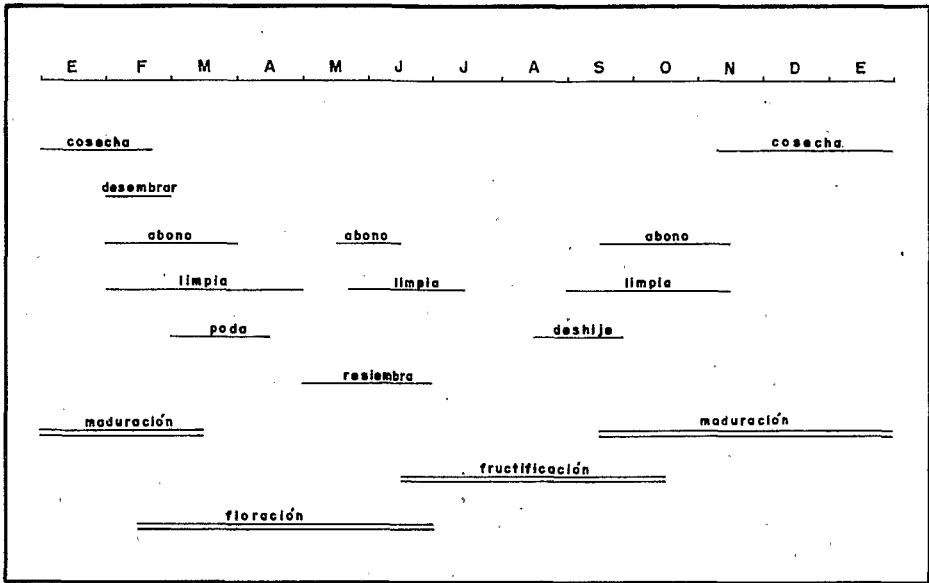 E F M A M J J A S O N D E
cosecha cosecha.
desembrar
abono abono abono
limpia limpia limpia
poda deshije
resiembra
maduración maduración
fructificación
floración